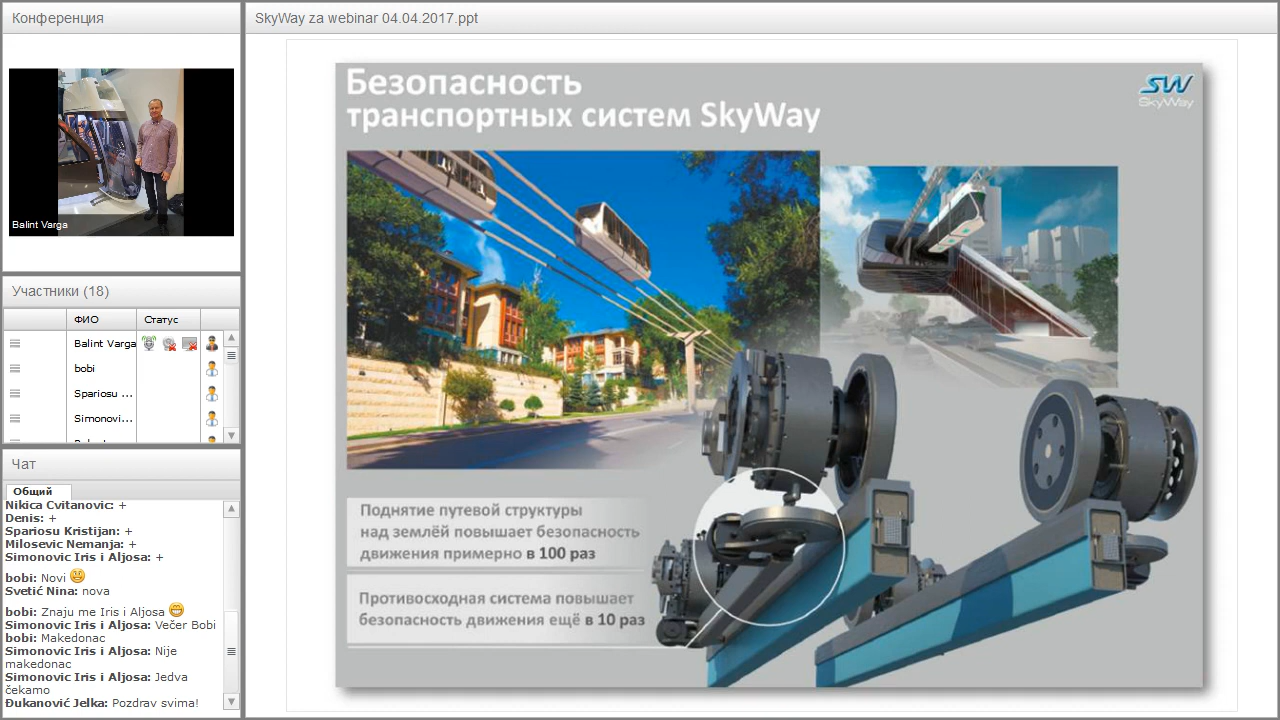 Конференция
Balint Varga
Участники (18)
ФИО
Статус
Balint Varga
bobi
Spariosu ...
Simonovi...
Чат
Общий
Nikica Cvitanovic: +
Denis: +
Spariosu Kristijan: +
Milosevic Nemanja: +
Simonovic Iris i Aljosa: +
bobi: Novi
Svetić Nina: nova
bobi: Znaju me Iris i Aljosa
Simonovic Iris i Aljosa: Večer Bobi
bobi: Makedonac
Simonovic Iris i Aljosa: Nije
makedonac
Simonovic Iris i Aljosa: Jedva
čekamo
Đukanović Jelka: Pozdrav svima!
SkyWay za webinar 04.04.2017.ppt
Безопасность
транспортных систем SkyWay
SW
SkyWay
Поднятие путевой структуры
над землёй повышает безопасность
движения примерно в 100 раз
Противосходная система повышает
безопасность движения ещё в 10 раз